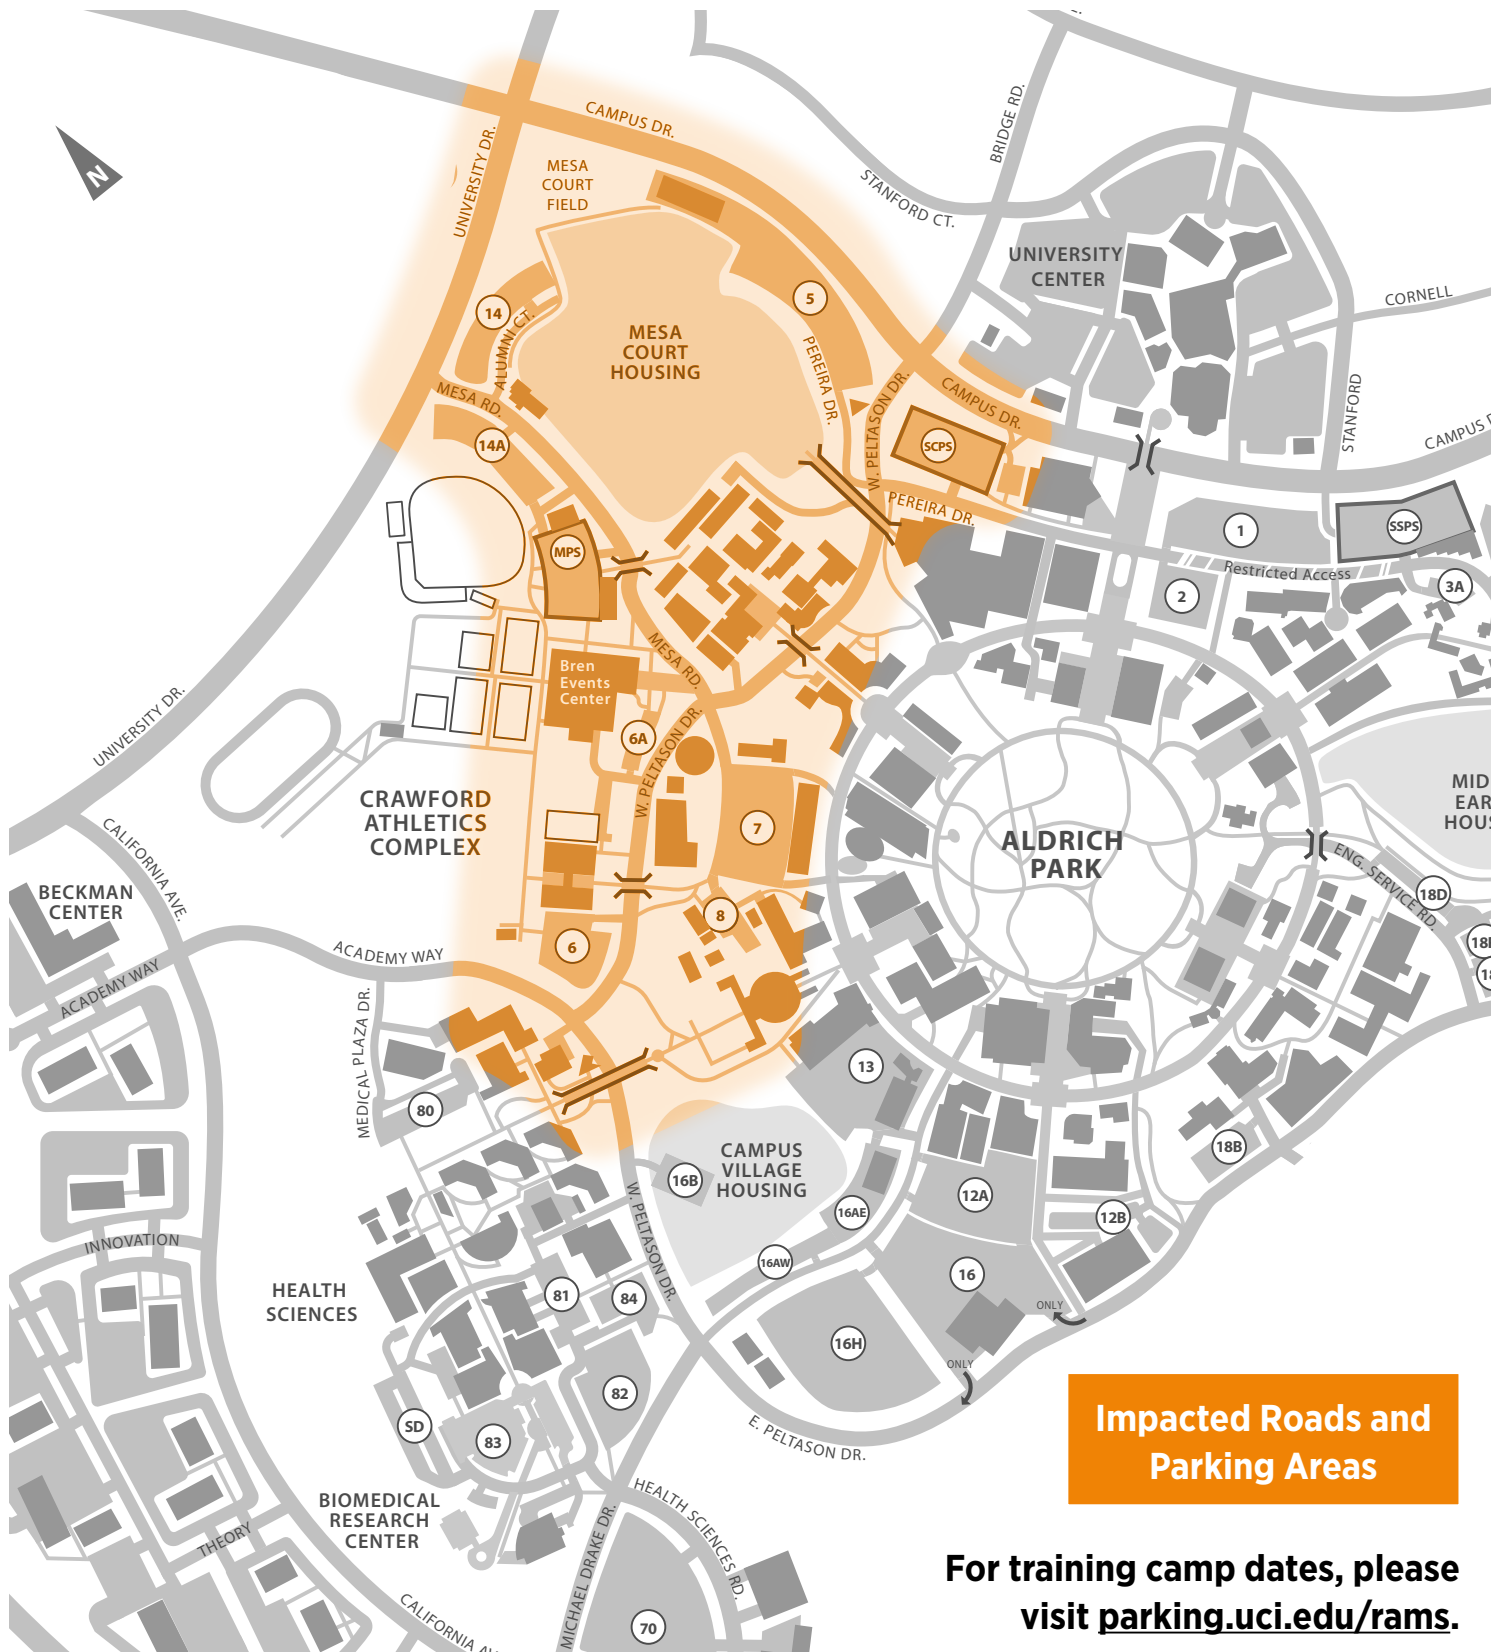 CAMPUS DR.
BRIDGE RD.
N
UNIVERSITY DR.
MESA
COURT
FIELD
STANFORD CT.
UNIVERSITY
CENTER
CORNELL
5
14
ALUMNI CT.
MESA
COURT
HOUSING
PEREIRA DR.
W. PELTASON DR.
CAMPUS DR.
STANFORD
MESA RD.
14A
SCPS
PEREIRA DR.
1
SSPS
MPS
Restricted Access
2
3A
MESA RD.
Bren
Events
Center
UNIVERSITY DR.
6A
W. PELTASON DR.
CRAWFORD
ATHLETICS
COMPLEX
7
ALDRICH
PARK
CALIFORNIA AVE.
BECKMAN
CENTER
ENG. SERVICE RD.
18D
8
6
ACADEMY WAY
ACADEMY WAY
MEDICAL PLAZA DR.
13
80
CAMPUS
VILLAGE
HOUSING
18B
16B
12A
16AE
12B
W. PELTASON DR.
INNOVATION
16AW
16
HEALTH
SCIENCES
81
84
ONLY
16H
ONLY
82
SD
83
E. PELTASON DR.
Impacted Roads and
Parking Areas
BIOMEDICAL
RESEARCH
CENTER
HEALTH SCIENCES RD.
THEORY
MICHAEL DRAKE DR.
CALIFORNIA AV
70
For training camp dates, please
visit parking.uci.edu/rams.